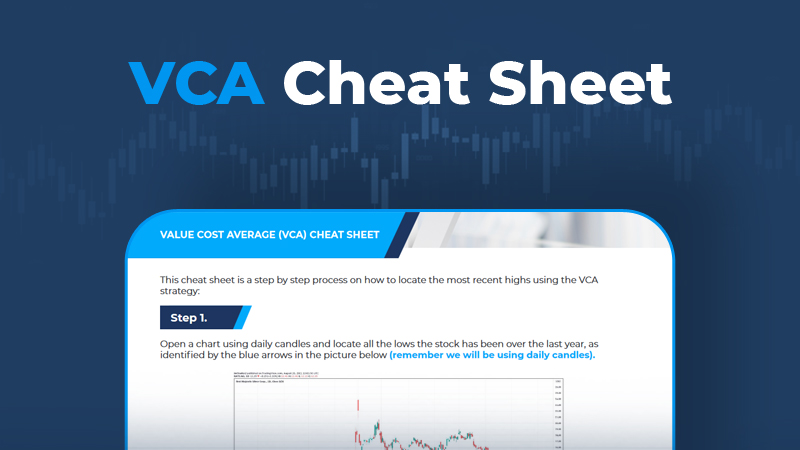 VCA Cheat Sheet
VALUE COST AVERAGE (VCA) CHEAT SHEET
This cheat sheet is a step by step process on how to locate the most recent highs using the VCA
strategy:
Step 1.
Open a chart using daily candles and locate all the lows the stock has been over the last year, as
identified by the blue arrows in the picture below (remember we will be using daily candles).